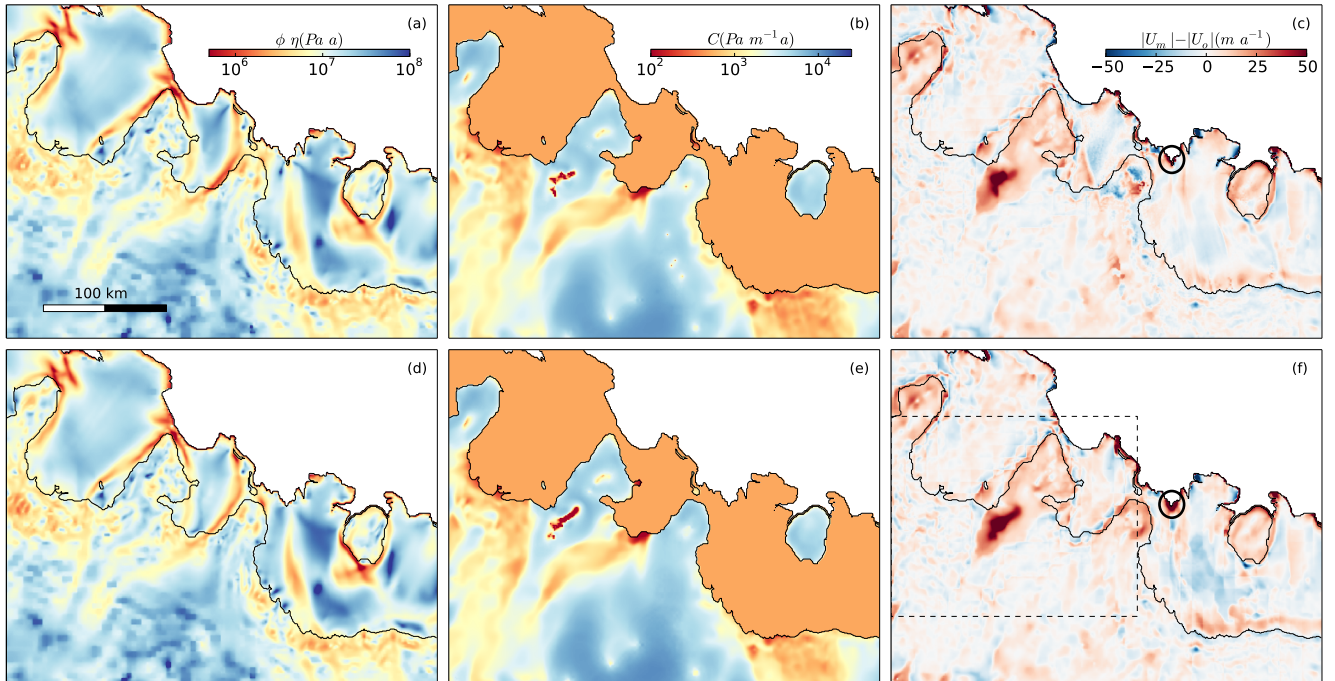 (a)
ϕ η(Pa a)
10^6 10^7 10^8
100 km
(b)
C(Pa m^{-1}a)
10^2 10^3 10^4
(c)
|U_m|−|U_o|(m a^{-1})
−50 −25 0 25 50
(d)
(e)
(f)